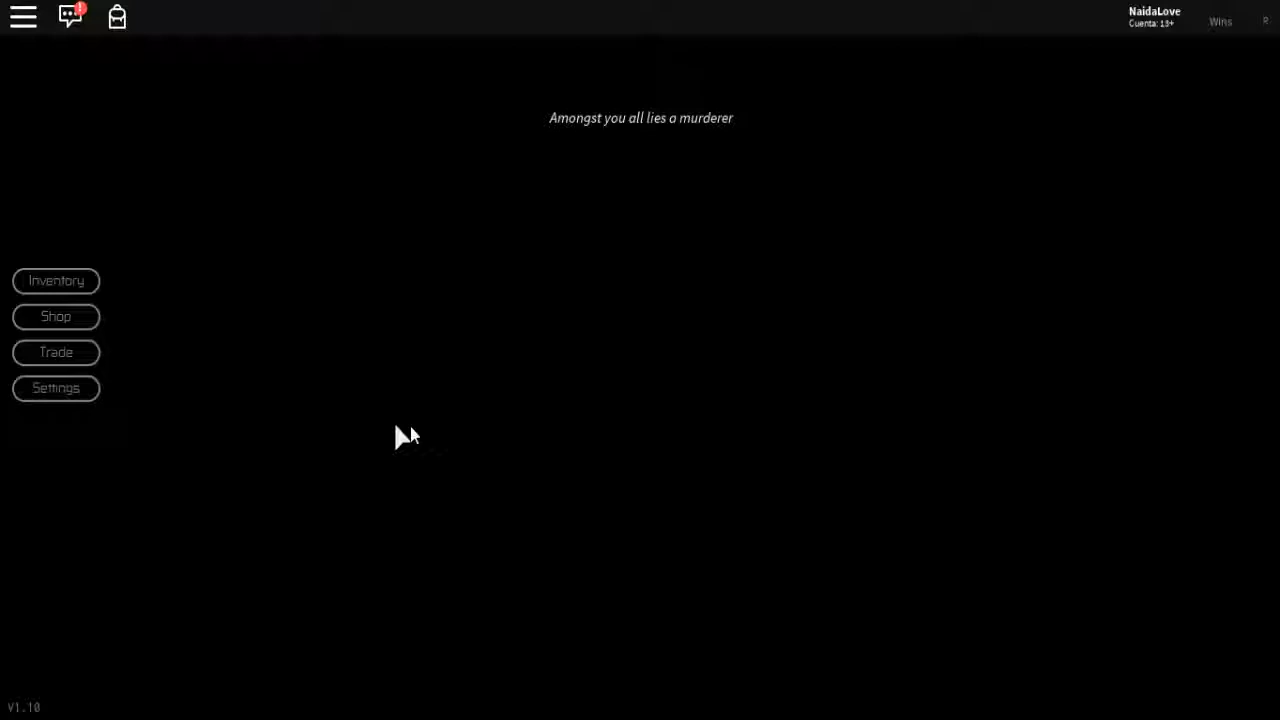 NaidaLove
Cuenta: 13+
Wins
R
Amongst you all lies a murderer
Inventory
Shop
Trade
Settings
V1.10